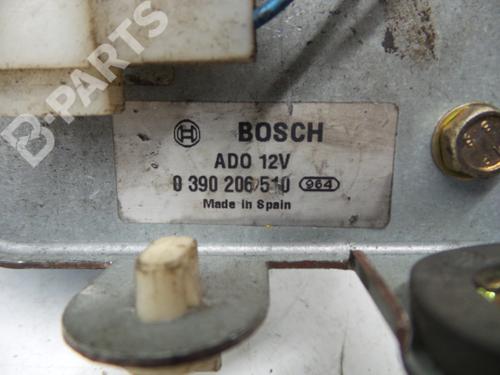 B-PARTS
BOSCH
ADO 12V
0 390 206 510 964
Made in Spain